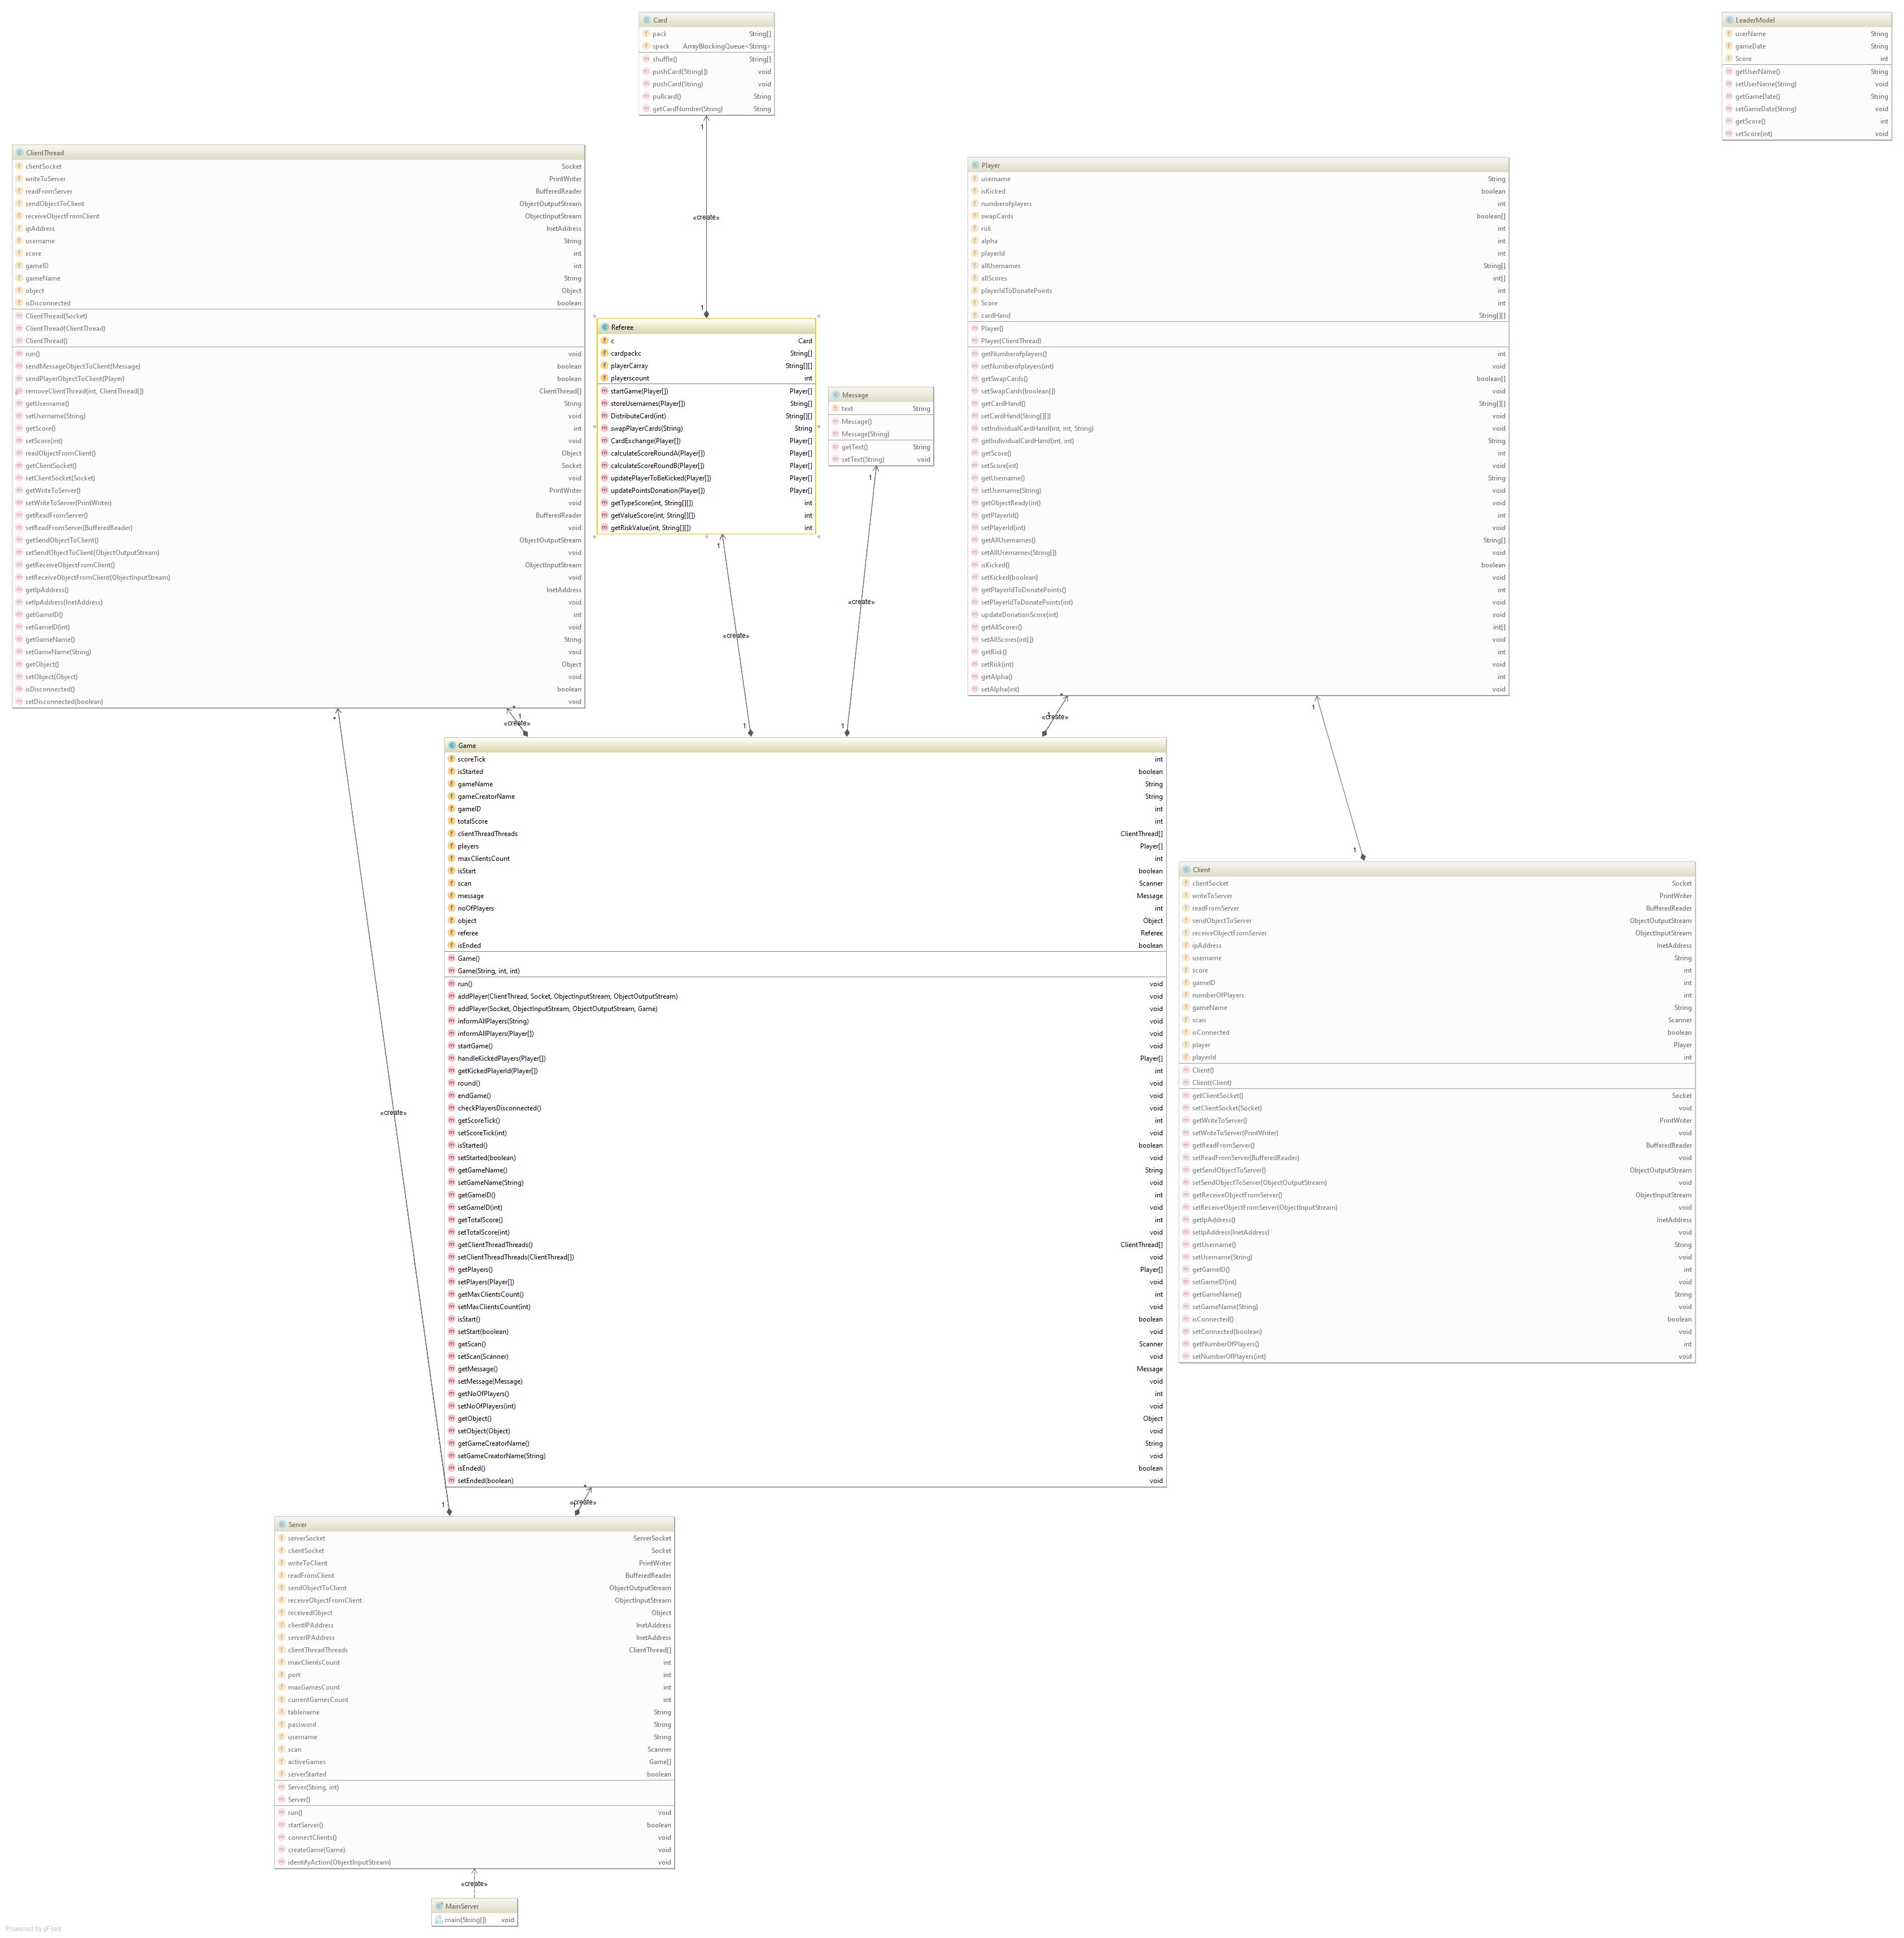 Card
pack String[]
spack ArrayBlockingQueue<String>
shuffle() String[]
pushCard(String[]) void
pushCard(String) void
pullcard() String
getCardNumber(String) String
LeaderModel
userName String
gameDate String
Score int
getUserName() String
setUserName(String) void
getGameDate() String
setGameDate(String) void
getScore() int
setScore(int) void
1
«create»
1
ClientThread
clientSocket Socket
writeToServer PrintWriter
readFromServer BufferedReader
sendObjectToClient ObjectOutputStream
receiveObjectFromClient ObjectInputStream
ipAddress InetAddress
username String
score int
gameID int
gameName String
object Object
isDisconnected boolean
ClientThread(Socket)
ClientThread(ClientThread)
ClientThread()
run() void
sendMessageObjectToClient(Message) boolean
sendPlayerObjectToClient(Player) boolean
removeClientThread(int, ClientThread[]) ClientThread[]
getUsername() String
setUsername(String) void
getScore() int
setScore(int) void
readObjectFromClient() Object
getClientSocket() Socket
setClientSocket(Socket) void
getWriteToServer() PrintWriter
setWriteToServer(PrintWriter) void
getReadFromServer() BufferedReader
setReadFromServer(BufferedReader) void
getSendObjectToClient() ObjectOutputStream
setSendObjectToClient(ObjectOutputStream) void
getReceiveObjectFromClient() ObjectInputStream
setReceiveObjectFromClient(ObjectInputStream) void
getIpAddress() InetAddress
setIpAddress(InetAddress) void
getGameID() int
setGameID(int) void
getGameName() String
setGameName(String) void
getObject() Object
setObject(Object) void
isDisconnected() boolean
setDisconnected(boolean) void
Referee
c Card
cardpackc String[]
playerCarray String[][]
playerscount int
startGame(Player[]) Player[]
storeUsernames(Player[]) String[]
DistributeCard(int) String[][]
swapPlayerCards(String) String
CardExchange(Player[]) Player[]
calculateScoreRoundA(Player[]) Player[]
calculateScoreRoundB(Player[]) Player[]
updatePlayerToBeKicked(Player[]) Player[]
updatePointsDonation(Player[]) Player[]
getTypeScore(int, String[][]) int
getValueScore(int, String[][]) int
getRiskValue(int, String[][]) int
Message
text String
Message()
Message(String)
getText() String
setText(String) void
Player
username String
isKicked boolean
numberofplayers int
swapCards boolean[]
risk int
alpha int
playerId int
allUsernames String[]
allScores int[]
playerIdToDonatePoints int
Score int
cardHand String[][]
Player()
Player(ClientThread)
getNumberofplayers() int
setNumberofplayers(int) void
getSwapCards() boolean[]
setSwapCards(boolean[]) void
getCardHand() String[][]
setCardHand(String[][]) void
setIndividualCardHand(int, int, String) void
getIndividualCardHand(int, int) String
getScore() int
setScore(int) void
getUsername() String
setUsername(String) void
getObjectReady(int) void
getPlayerId() int
setPlayerId(int) void
getAllUsernames() String[]
setAllUsernames(String[]) void
isKicked() boolean
setKicked(boolean) void
getPlayerIdToDonatePoints() int
setPlayerIdToDonatePoints(int) void
updateDonationScore(int) void
getAllScores() int[]
setAllScores(int[]) void
getRisk() int
setRisk(int) void
getAlpha() int
setAlpha(int) void
1
«create»
1
1
«create»
1
*
1
«create»
*
1
«create»
1
1
Game
scoreTick int
isStarted boolean
gameName String
gameCreatorName String
gameID int
totalScore int
clientThreadThreads ClientThread[]
players Player[]
maxClientsCount int
isStart boolean
scan Scanner
message Message
noOfPlayers int
object Object
referee Referee
isEnded boolean
Game()
Game(String, int, int)
run() void
addPlayer(ClientThread, Socket, ObjectInputStream, ObjectOutputStream) void
addPlayer(Socket, ObjectInputStream, ObjectOutputStream, Game) void
informAllPlayers(String) void
informAllPlayers(Player[]) void
startGame() void
handleKickedPlayers(Player[]) Player[]
getKickedPlayerId(Player[]) int
round() void
endGame() void
checkPlayersDisconnected() void
getScoreTick() int
setScoreTick(int) void
isStarted() boolean
setStarted(boolean) void
getGameName() String
setGameName(String) void
getGameID() int
setGameID(int) void
getTotalScore() int
setTotalScore(int) void
getClientThreadThreads() ClientThread[]
setClientThreadThreads(ClientThread[]) void
getPlayers() Player[]
setPlayers(Player[]) void
getMaxClientsCount() int
setMaxClientsCount(int) void
isStart() boolean
setStart(boolean) void
getScan() Scanner
setScan(Scanner) void
getMessage() Message
setMessage(Message) void
getNoOfPlayers() int
setNoOfPlayers(int) void
getObject() Object
setObject(Object) void
getGameCreatorName() String
setGameCreatorName(String) void
isEnded() boolean
setEnded(boolean) void
Client
clientSocket Socket
writeToServer PrintWriter
readFromServer BufferedReader
sendObjectToServer ObjectOutputStream
receiveObjectFromServer ObjectInputStream
ipAddress InetAddress
username String
score int
gameID int
numberOfPlayers int
gameName String
scan Scanner
isConnected boolean
player Player
playerId int
Client()
Client(Client)
getClientSocket() Socket
setClientSocket(Socket) void
getWriteToServer() PrintWriter
setWriteToServer(PrintWriter) void
getReadFromServer() BufferedReader
setReadFromServer(BufferedReader) void
getSendObjectToServer() ObjectOutputStream
setSendObjectToServer(ObjectOutputStream) void
getReceiveObjectFromServer() ObjectInputStream
setReceiveObjectFromServer(ObjectInputStream) void
getIpAddress() InetAddress
setIpAddress(InetAddress) void
getUsername() String
setUsername(String) void
getGameID() int
setGameID(int) void
getGameName() String
setGameName(String) void
isConnected() boolean
setConnected(boolean) void
getNumberOfPlayers() int
setNumberOfPlayers(int) void
*
«create»
1
*
«create»
1
Server
serverSocket ServerSocket
clientSocket Socket
writeToClient PrintWriter
readFromClient BufferedReader
sendObjectToClient ObjectOutputStream
receiveObjectFromClient ObjectInputStream
receivedObject Object
clientIPAddress InetAddress
serverIPAddress InetAddress
clientThreadThreads ClientThread[]
maxClientsCount int
port int
maxGamesCount int
currentGamesCount int
tablename String
password String
username String
scan Scanner
activeGames Game[]
serverStarted boolean
Server(String, int)
Server()
run() void
startServer() boolean
connectClients() void
createGame(Game) void
identifyAction(ObjectInputStream) void
«create»
MainServer
main(String[]) void
Powered by yFiles